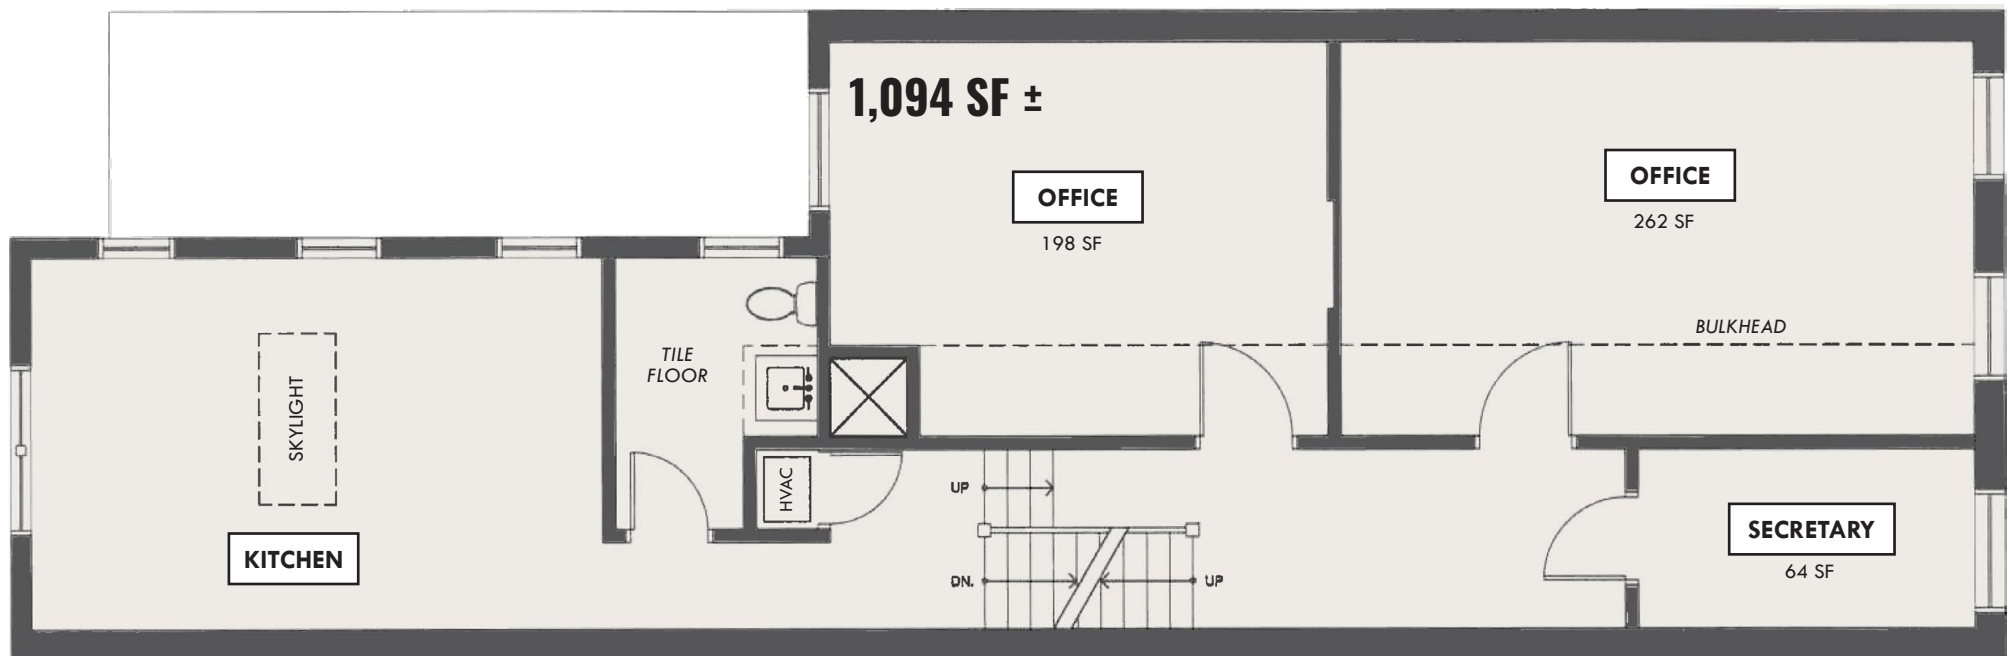 1,094 SF ±
OFFICE
198 SF
OFFICE
262 SF
BULKHEAD
TILE
FLOOR
SKYLIGHT
KITCHEN
HVAC
UP
DN.
UP
SECRETARY
64 SF